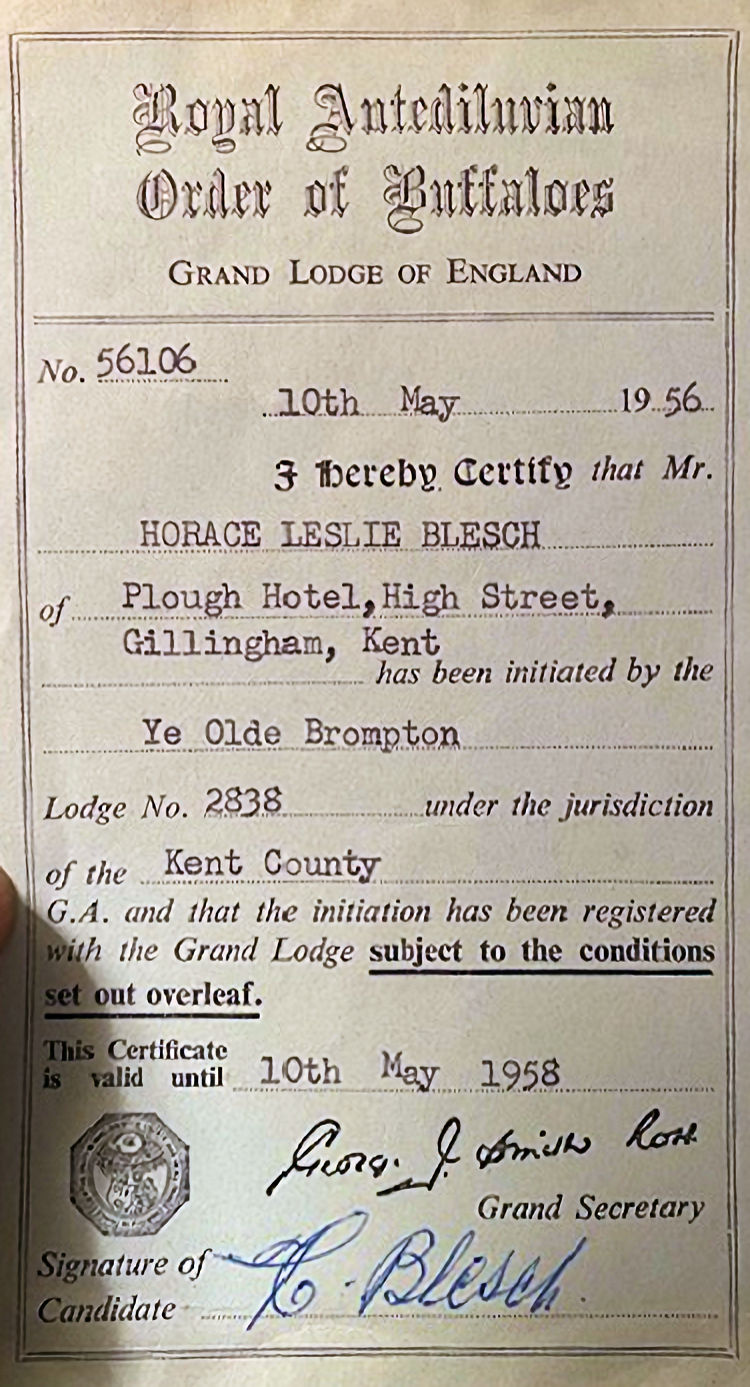 Royal Antediluvian
Order of Buffaloes
GRAND LODGE OF ENGLAND
No. 56106
10th May 1956
I Hereby Certify that Mr.
HORACE LESLIE BLESCH
of Plough Hotel, High Street,
Gillingham, Kent
has been initiated by the
Ye Olde Brompton
Lodge No. 2838 under the jurisdiction
of the Kent County
G.A. and that the initiation has been registered
with the Grand Lodge subject to the conditions
set out overleaf.
This Certificate
is valid until 10th May 1958
George J. Smith Ross
Grand Secretary
Signature of
Candidate H. Blesch